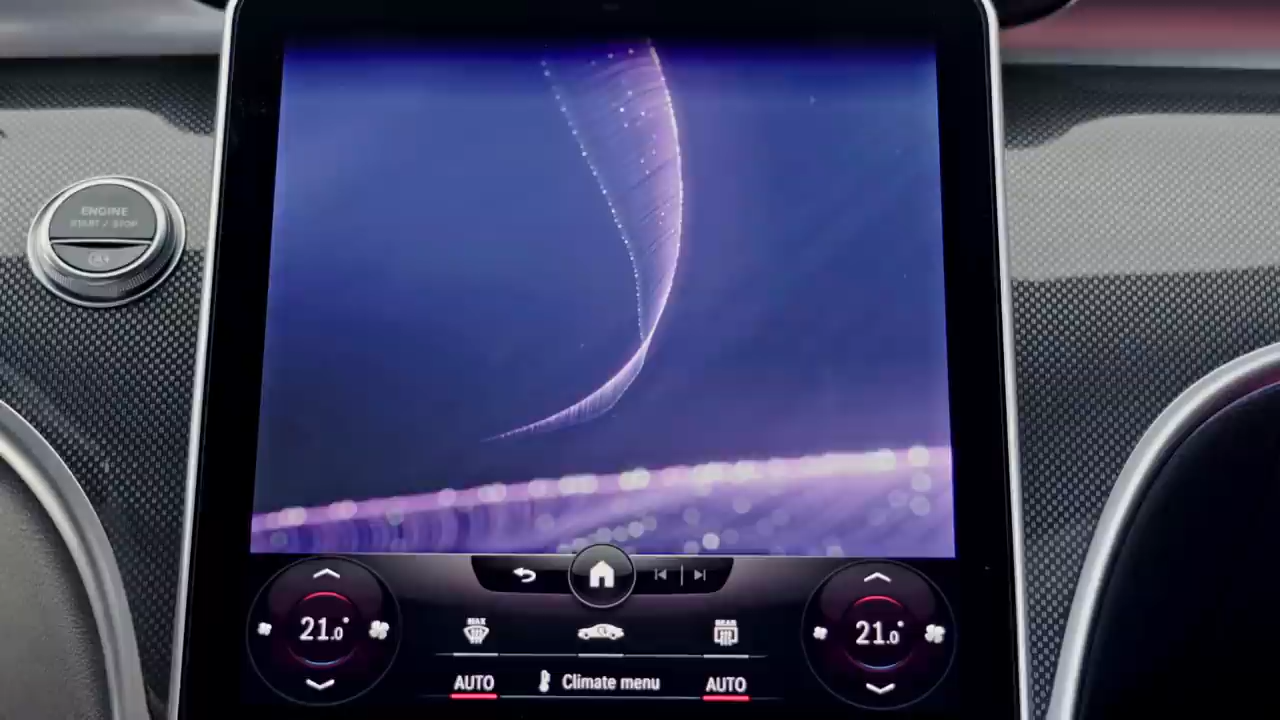 ENGINE
START / STOP
21.0°
MAX
REAR
21.0°
AUTO
Climate menu
AUTO